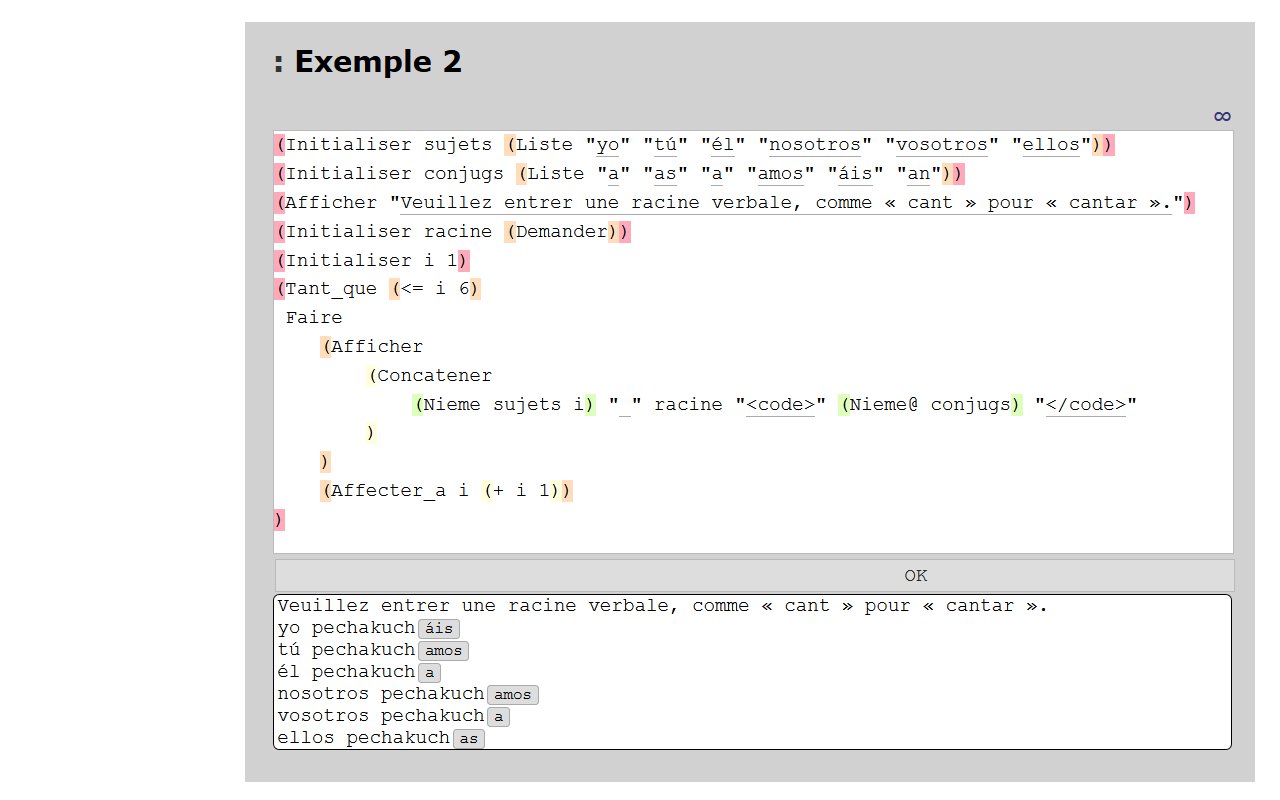 : Exemple 2
∞
(Initialiser sujets (Liste "yo" "tú" "él" "nosotros" "vosotros" "ellos"))
(Initialiser conjugs (Liste "a" "as" "a" "amos" "áis" "an"))
(Afficher "Veuillez entrer une racine verbale, comme « cant » pour « cantar ».")
(Initialiser racine (Demander))
(Initialiser i 1)
(Tant_que (<= i 6)
Faire
(Afficher
(Concatener
(Nieme sujets i) "_" racine "<code>" (Nieme@ conjugs) "</code>"
)
)
(Affecter_a i (+ i 1))
)
OK
Veuillez entrer une racine verbale, comme « cant » pour « cantar ».
yo pechakuch áis
tú pechakuch amos
él pechakuch a
nosotros pechakuch amos
vosotros pechakuch a
ellos pechakuch as